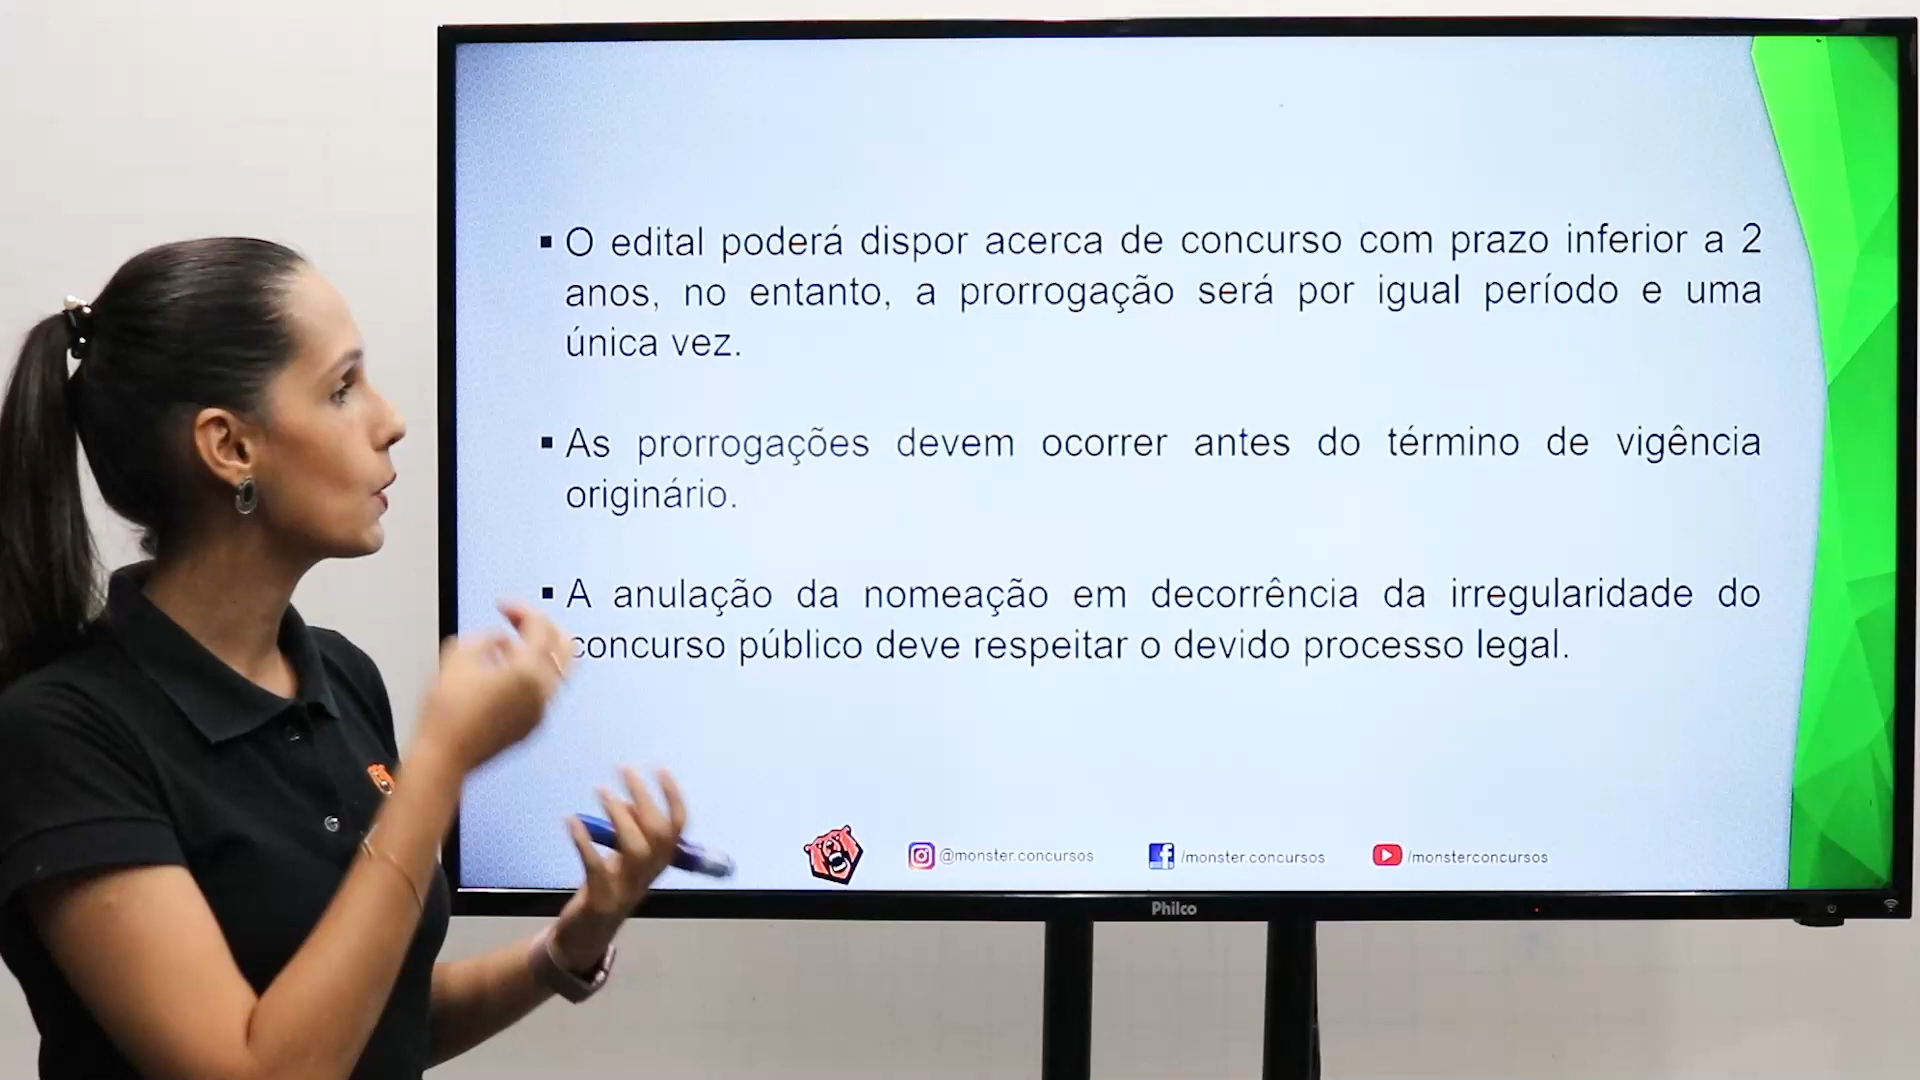 ▪ O edital poderá dispor acerca de concurso com prazo inferior a 2
anos, no entanto, a prorrogação será por igual período e uma
única vez.
▪ As prorrogações devem ocorrer antes do término de vigência
originário.
▪ A anulação da nomeação em decorrência da irregularidade do
concurso público deve respeitar o devido processo legal.
@monster.concursos
/monster.concursos
/monsterconcursos
Philco